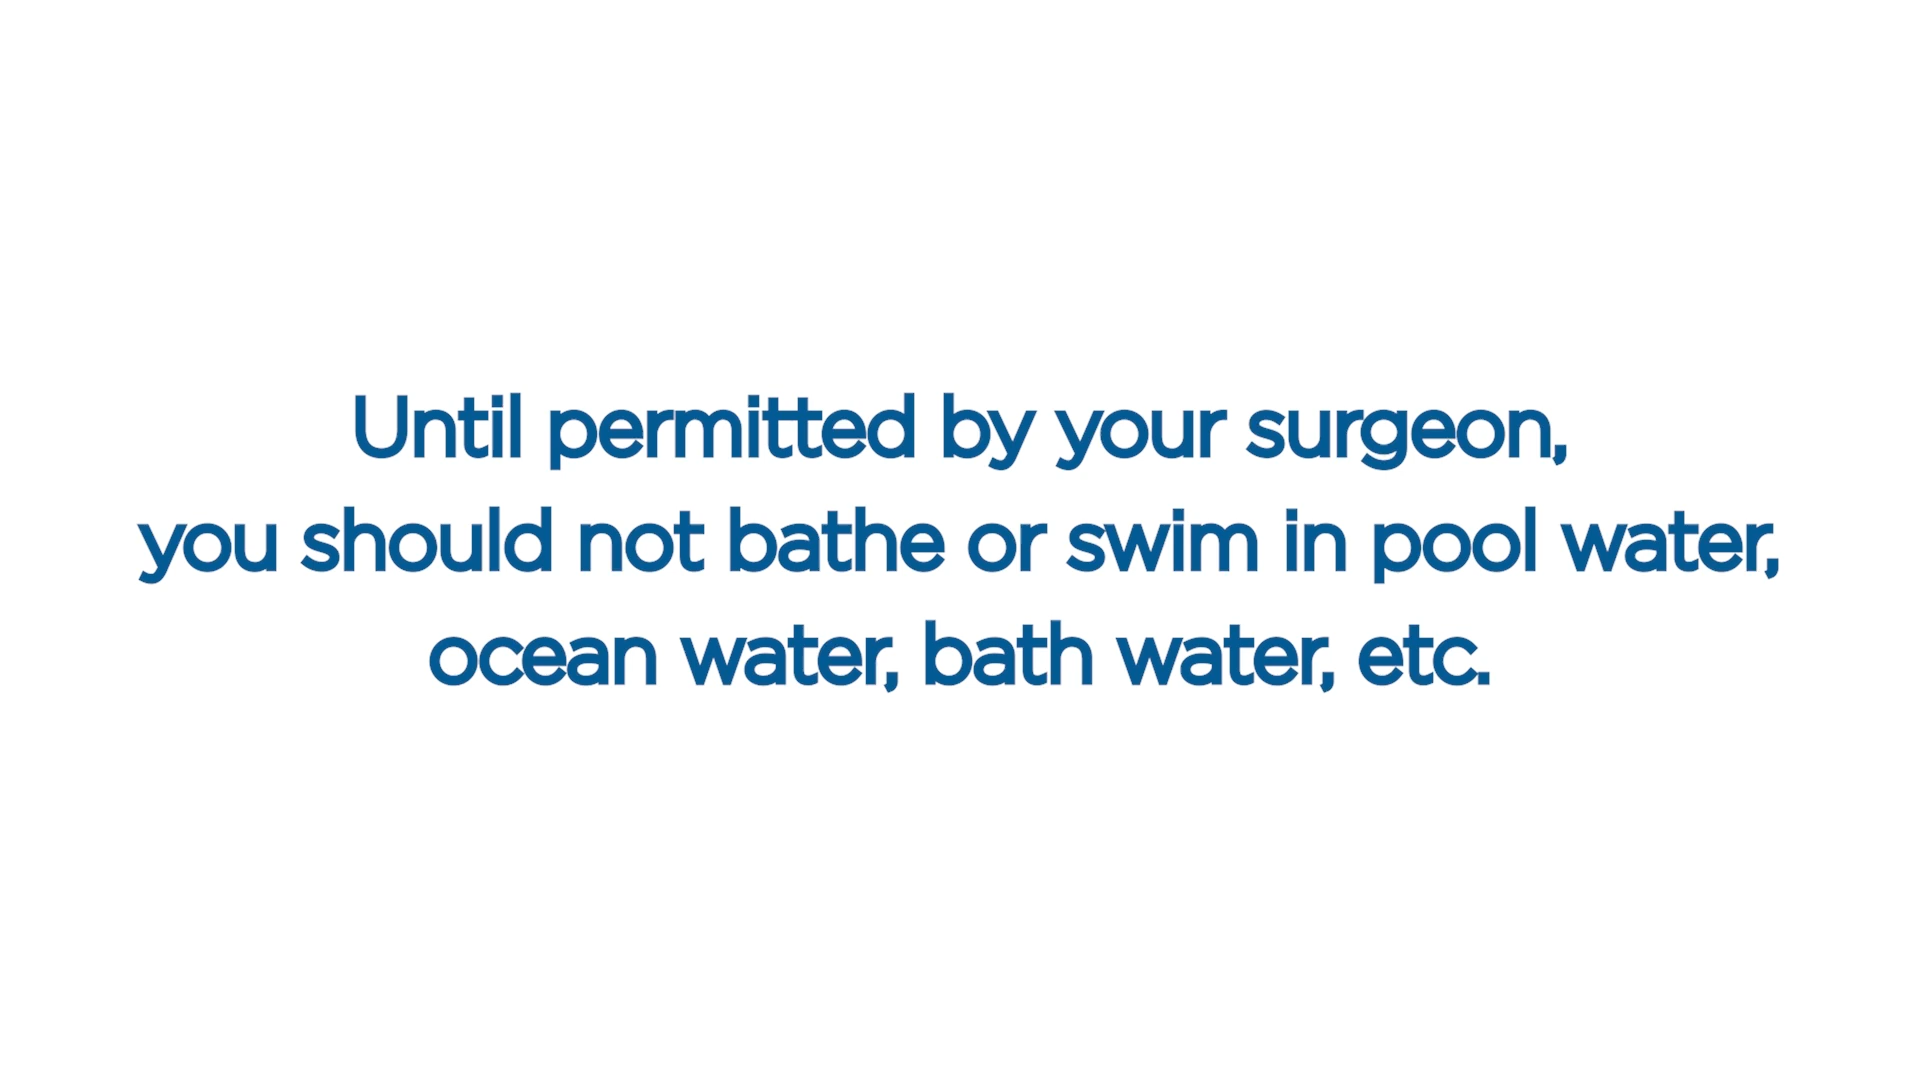 Until permitted by your surgeon,
you should not bathe or swim in pool water,
ocean water, bath water, etc.